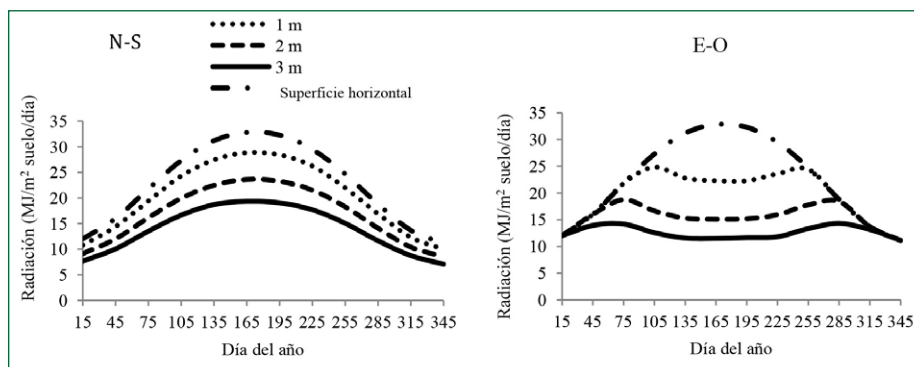 N-S
1 m
2 m
3 m
Superficie horizontal
Radiación (MJ/m² suelo/día)
35
30
25
20
15
10
5
0
15 45 75 105 135 165 195 225 255 285 315 345
Día del año
E-O
Radiación (MJ/m² suelo/día)
35
30
25
20
15
10
5
0
15 45 75 105 135 165 195 225 255 285 315 345
Día del año